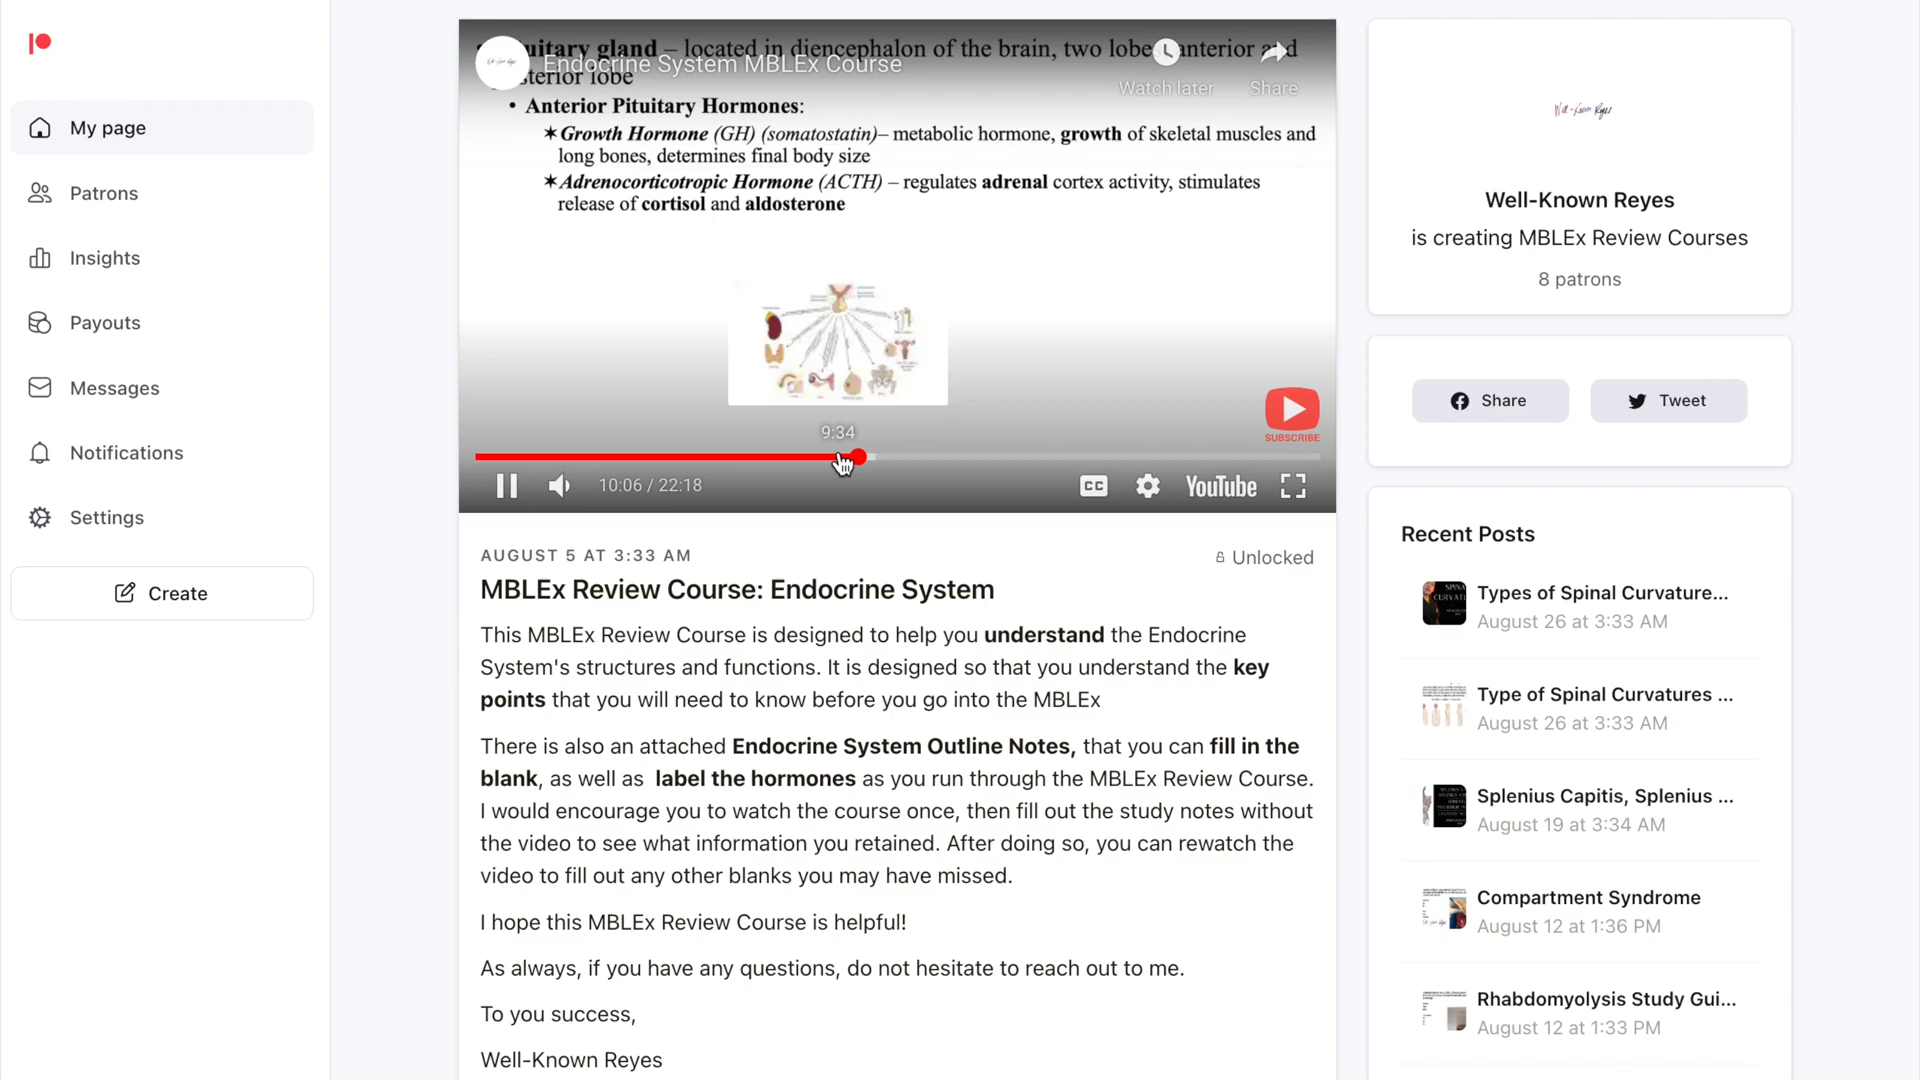 My page
Patrons
Insights
Payouts
Messages
Notifications
Settings
Create
pituitary gland – located in diencephalon of the brain, two lobes anterior and
posterior lobe
Endocrine System MBLEx Course
Watch later
Share
• Anterior Pituitary Hormones:
✶Growth Hormone (GH) (somatostatin)– metabolic hormone, growth of skeletal muscles and
long bones, determines final body size
✶Adrenocorticotropic Hormone (ACTH) – regulates adrenal cortex activity, stimulates
release of cortisol and aldosterone
SUBSCRIBE
9:34
10:06 / 22:18
CC
YouTube
AUGUST 5 AT 3:33 AM
Unlocked
MBLEx Review Course: Endocrine System
This MBLEx Review Course is designed to help you understand the Endocrine
System's structures and functions. It is designed so that you understand the key
points that you will need to know before you go into the MBLEx
There is also an attached Endocrine System Outline Notes, that you can fill in the
blank, as well as label the hormones as you run through the MBLEx Review Course.
I would encourage you to watch the course once, then fill out the study notes without
the video to see what information you retained. After doing so, you can rewatch the
video to fill out any other blanks you may have missed.
I hope this MBLEx Review Course is helpful!
As always, if you have any questions, do not hesitate to reach out to me.
To you success,
Well-Known Reyes
Well-Known Reyes
Well-Known Reyes
is creating MBLEx Review Courses
8 patrons
Share
Tweet
Recent Posts
Types of Spinal Curvature...
August 26 at 3:33 AM
Type of Spinal Curvatures ...
August 26 at 3:33 AM
Splenius Capitis, Splenius ...
August 19 at 3:34 AM
Compartment Syndrome
August 12 at 1:36 PM
Rhabdomyolysis Study Gui...
August 12 at 1:33 PM